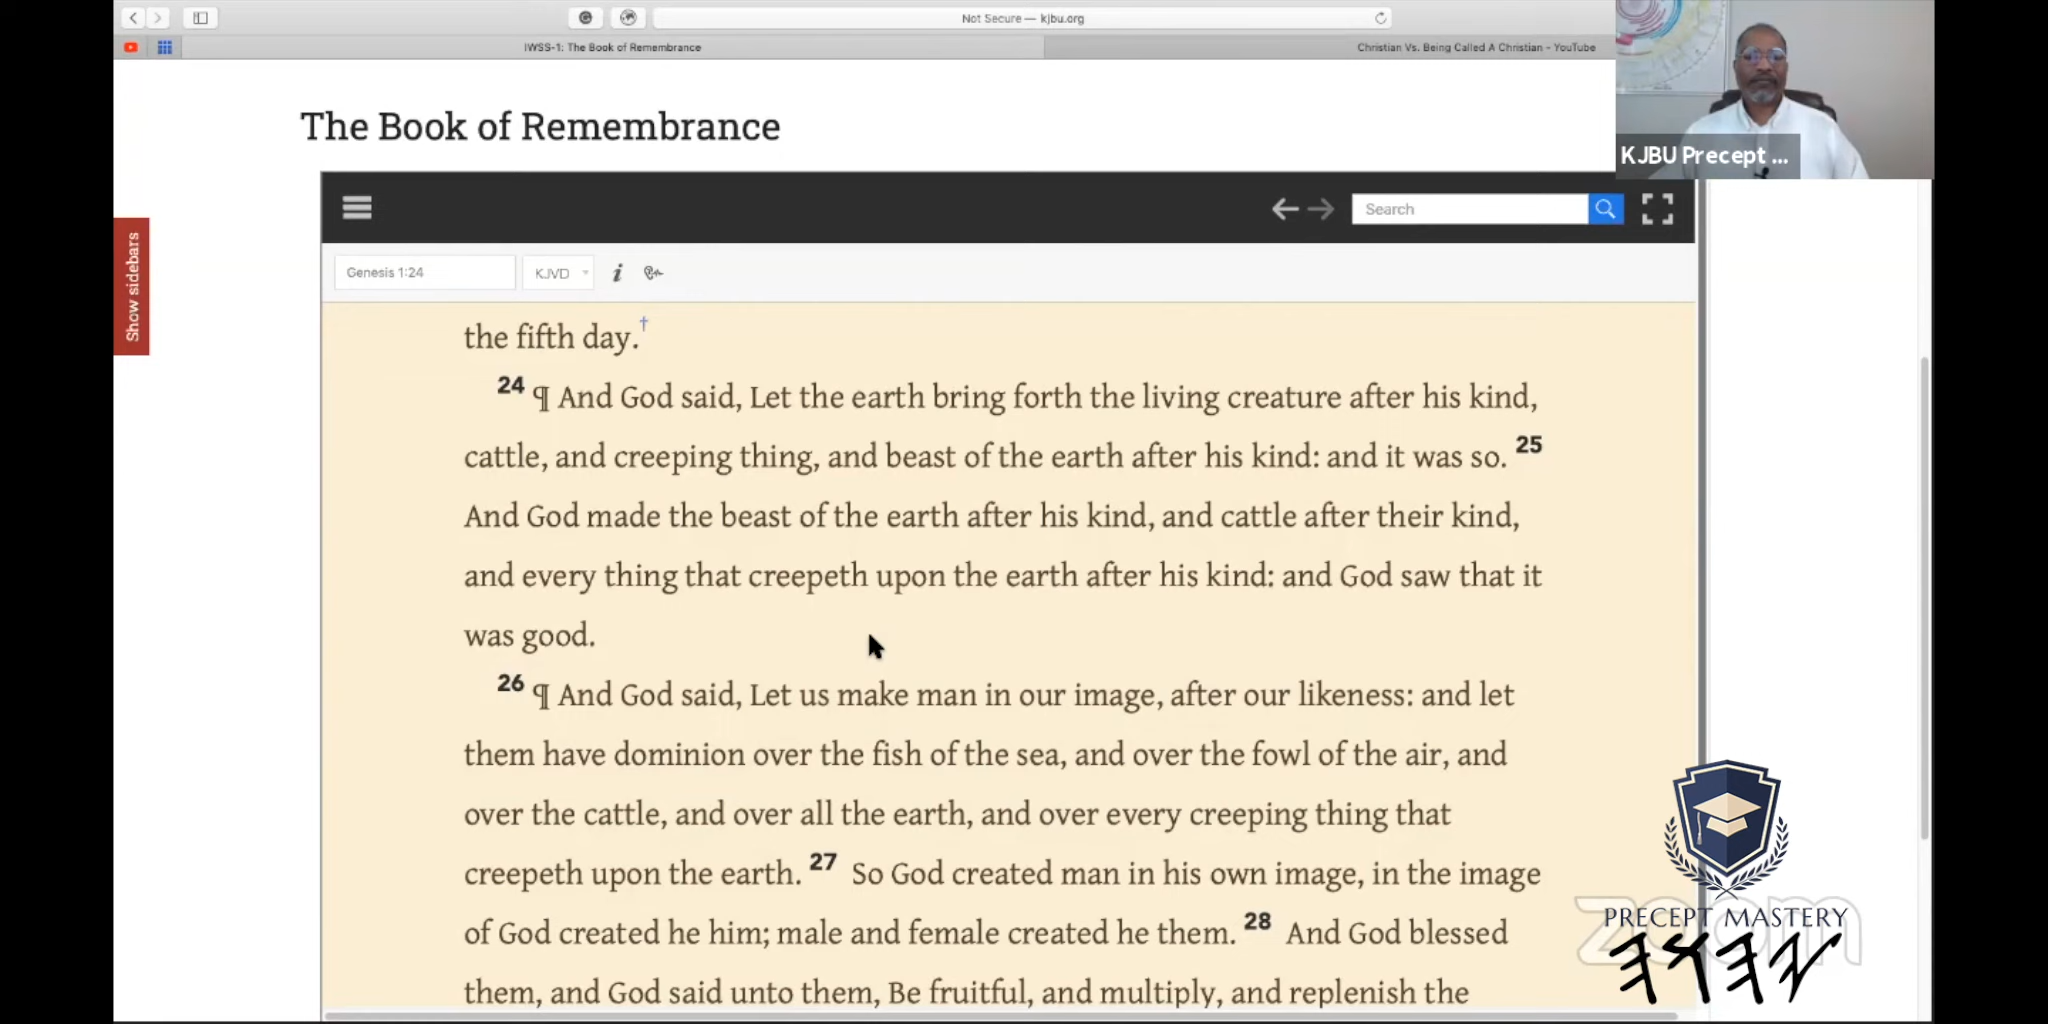 Not Secure — kjbu.org
IWSS-1: The Book of Remembrance
Christian Vs. Being Called A Christian - YouTube
The Book of Remembrance
KJBU Precept ...
Show sidebars
Search
Genesis 1:24
KJVD
i
the fifth day.†
24 ¶ And God said, Let the earth bring forth the living creature after his kind,
cattle, and creeping thing, and beast of the earth after his kind: and it was so. 25
And God made the beast of the earth after his kind, and cattle after their kind,
and every thing that creepeth upon the earth after his kind: and God saw that it
was good.
26 ¶ And God said, Let us make man in our image, after our likeness: and let
them have dominion over the fish of the sea, and over the fowl of the air, and
over the cattle, and over all the earth, and over every creeping thing that
creepeth upon the earth. 27 So God created man in his own image, in the image
of God created he him; male and female created he them. 28 And God blessed
them, and God said unto them, Be fruitful, and multiply, and replenish the
PRECEPT MASTERY
zoom